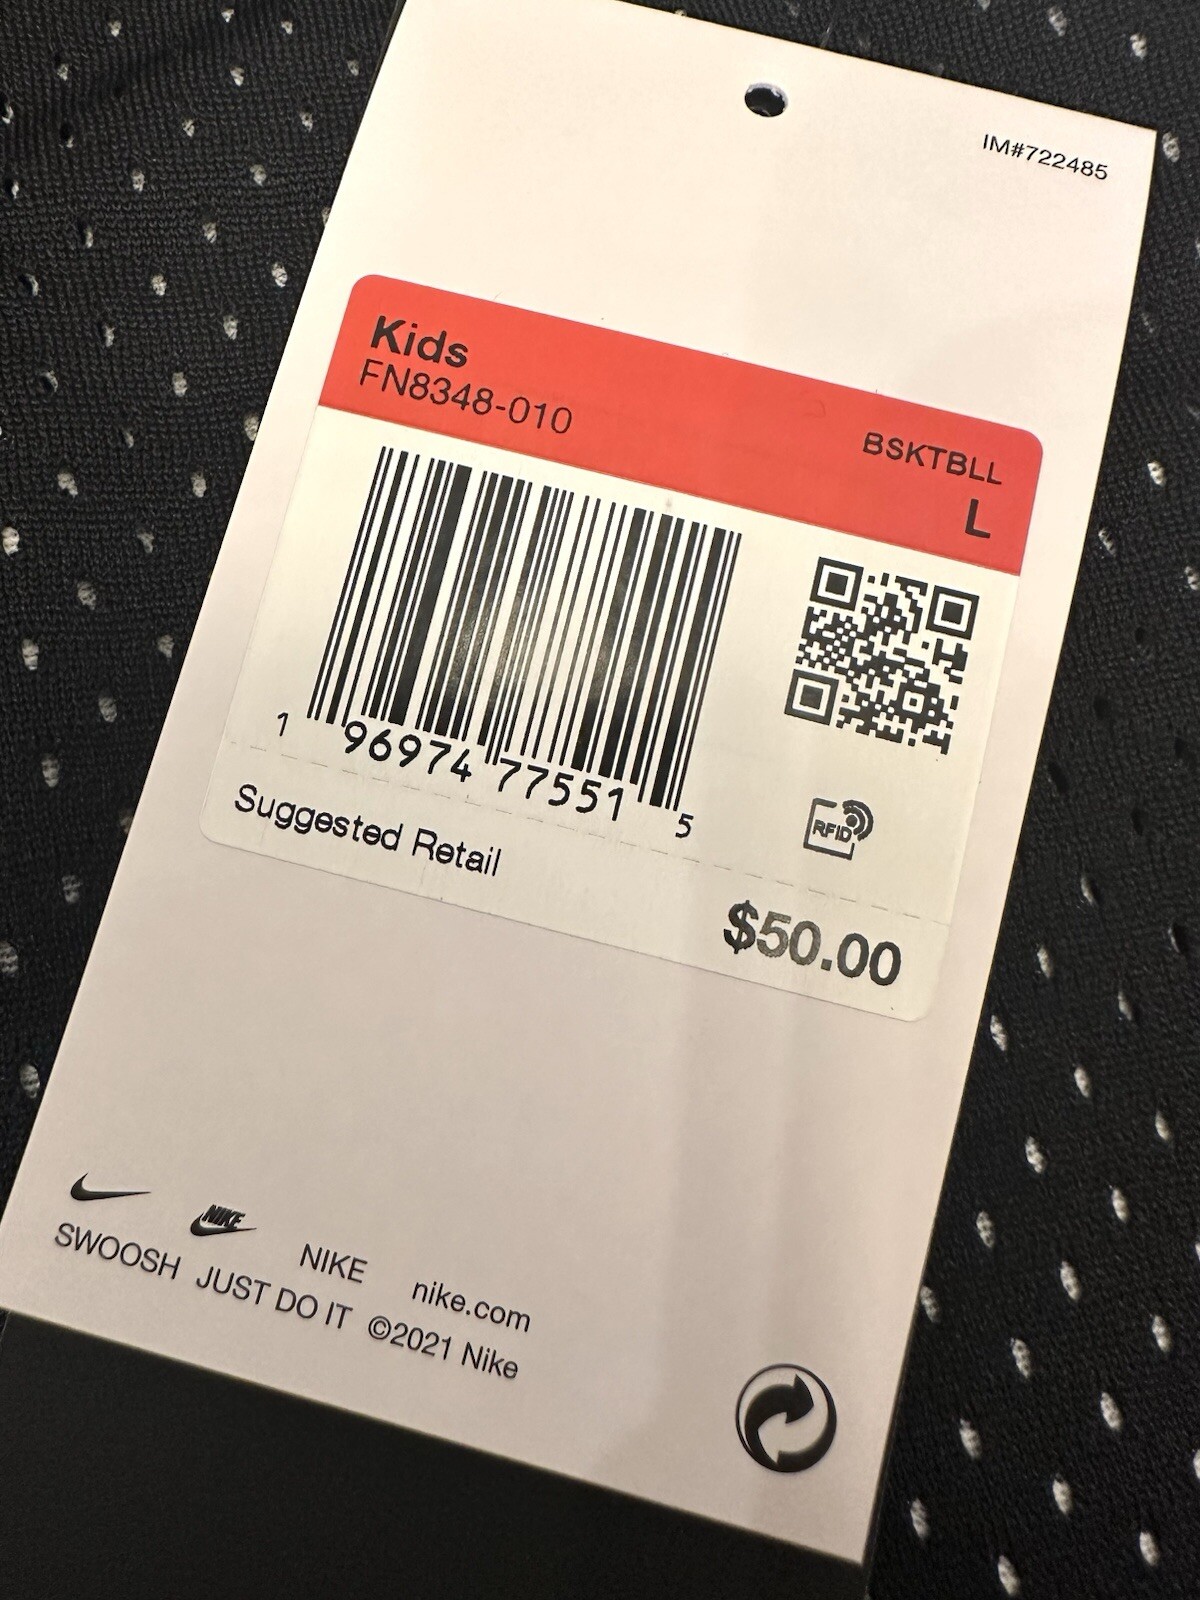 IM#722485
Kids
FN8348-010
BSKTBLL
L
1 96974 77551 5
RFID
Suggested Retail
$50.00
NIKE
NIKE
nike.com
SWOOSH JUST DO IT ©2021 Nike